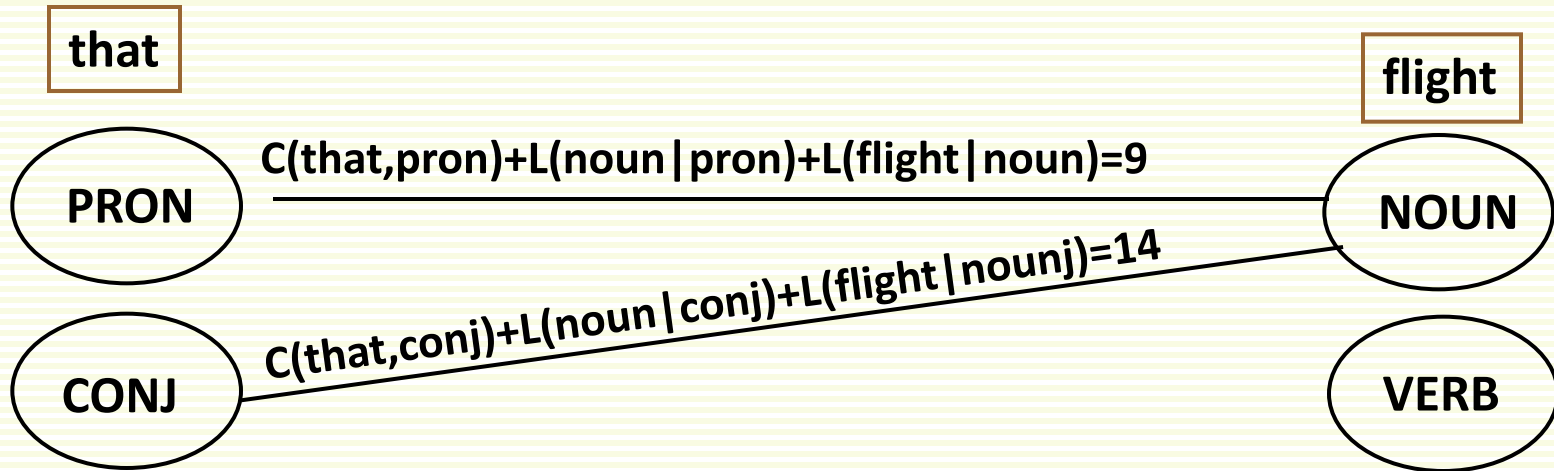 that
flight
C(that,pron)+L(noun|pron)+L(flight|noun)=9
PRON
NOUN
C(that,conj)+L(noun|conj)+L(flight|nounj)=14
CONJ
VERB